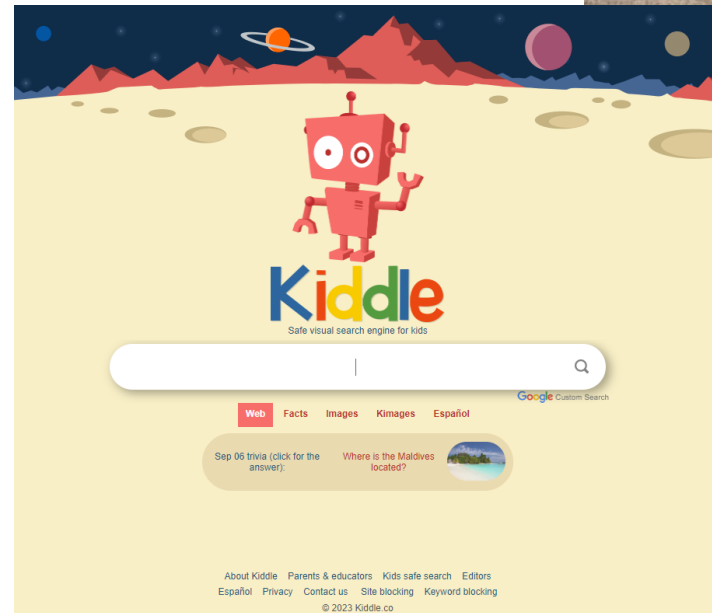 Kiddle
Safe visual search engine for kids
Google Custom Search
Web Facts Images Kimages Español
Sep 06 trivia (click for the
answer):
Where is the Maldives
located?
About Kiddle Parents & educators Kids safe search Editors
Español Privacy Contact us Site blocking Keyword blocking
© 2023 Kiddle.co